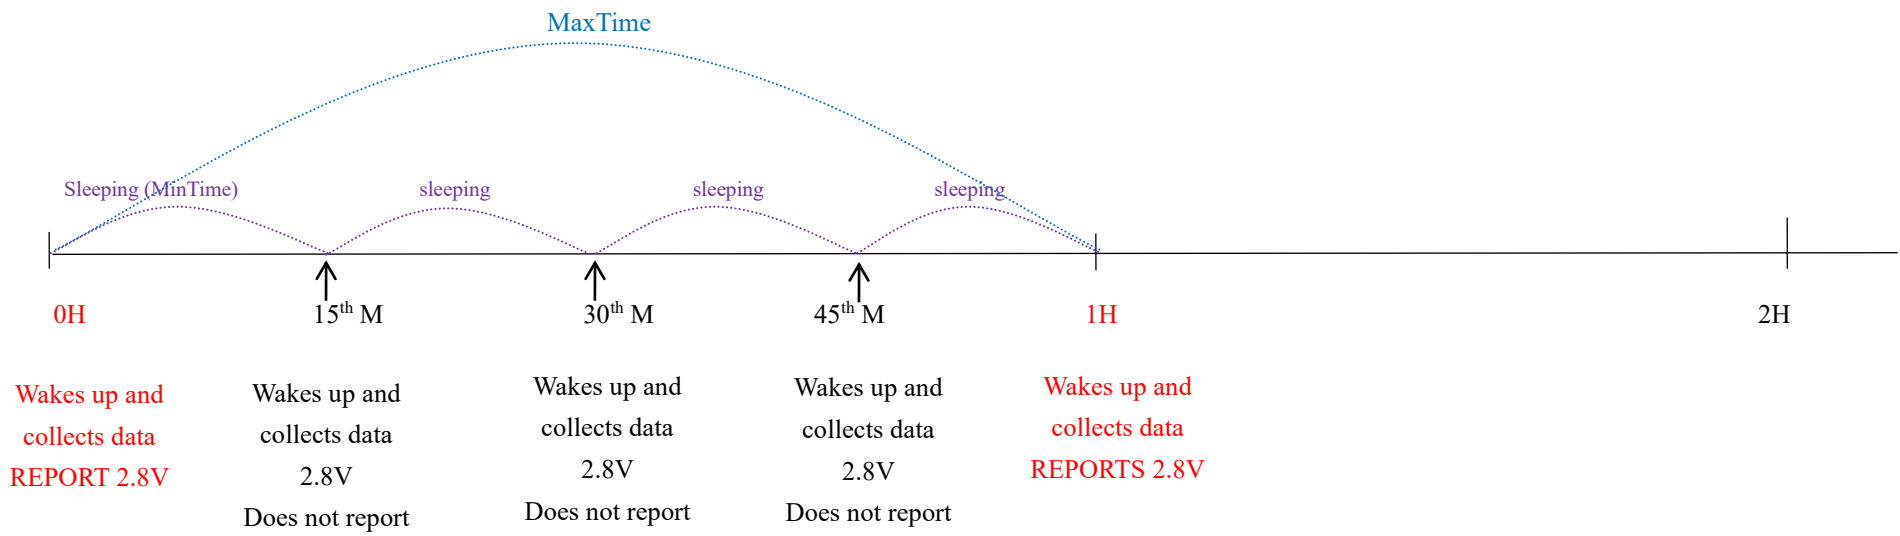 MaxTime
Sleeping (MinTime)
sleeping
sleeping
sleeping
0H
15th M
30th M
45th M
1H
2H
Wakes up and
collects data
REPORT 2.8V
Wakes up and
collects data
2.8V
Does not report
Wakes up and
collects data
2.8V
Does not report
Wakes up and
collects data
2.8V
Does not report
Wakes up and
collects data
REPORTS 2.8V